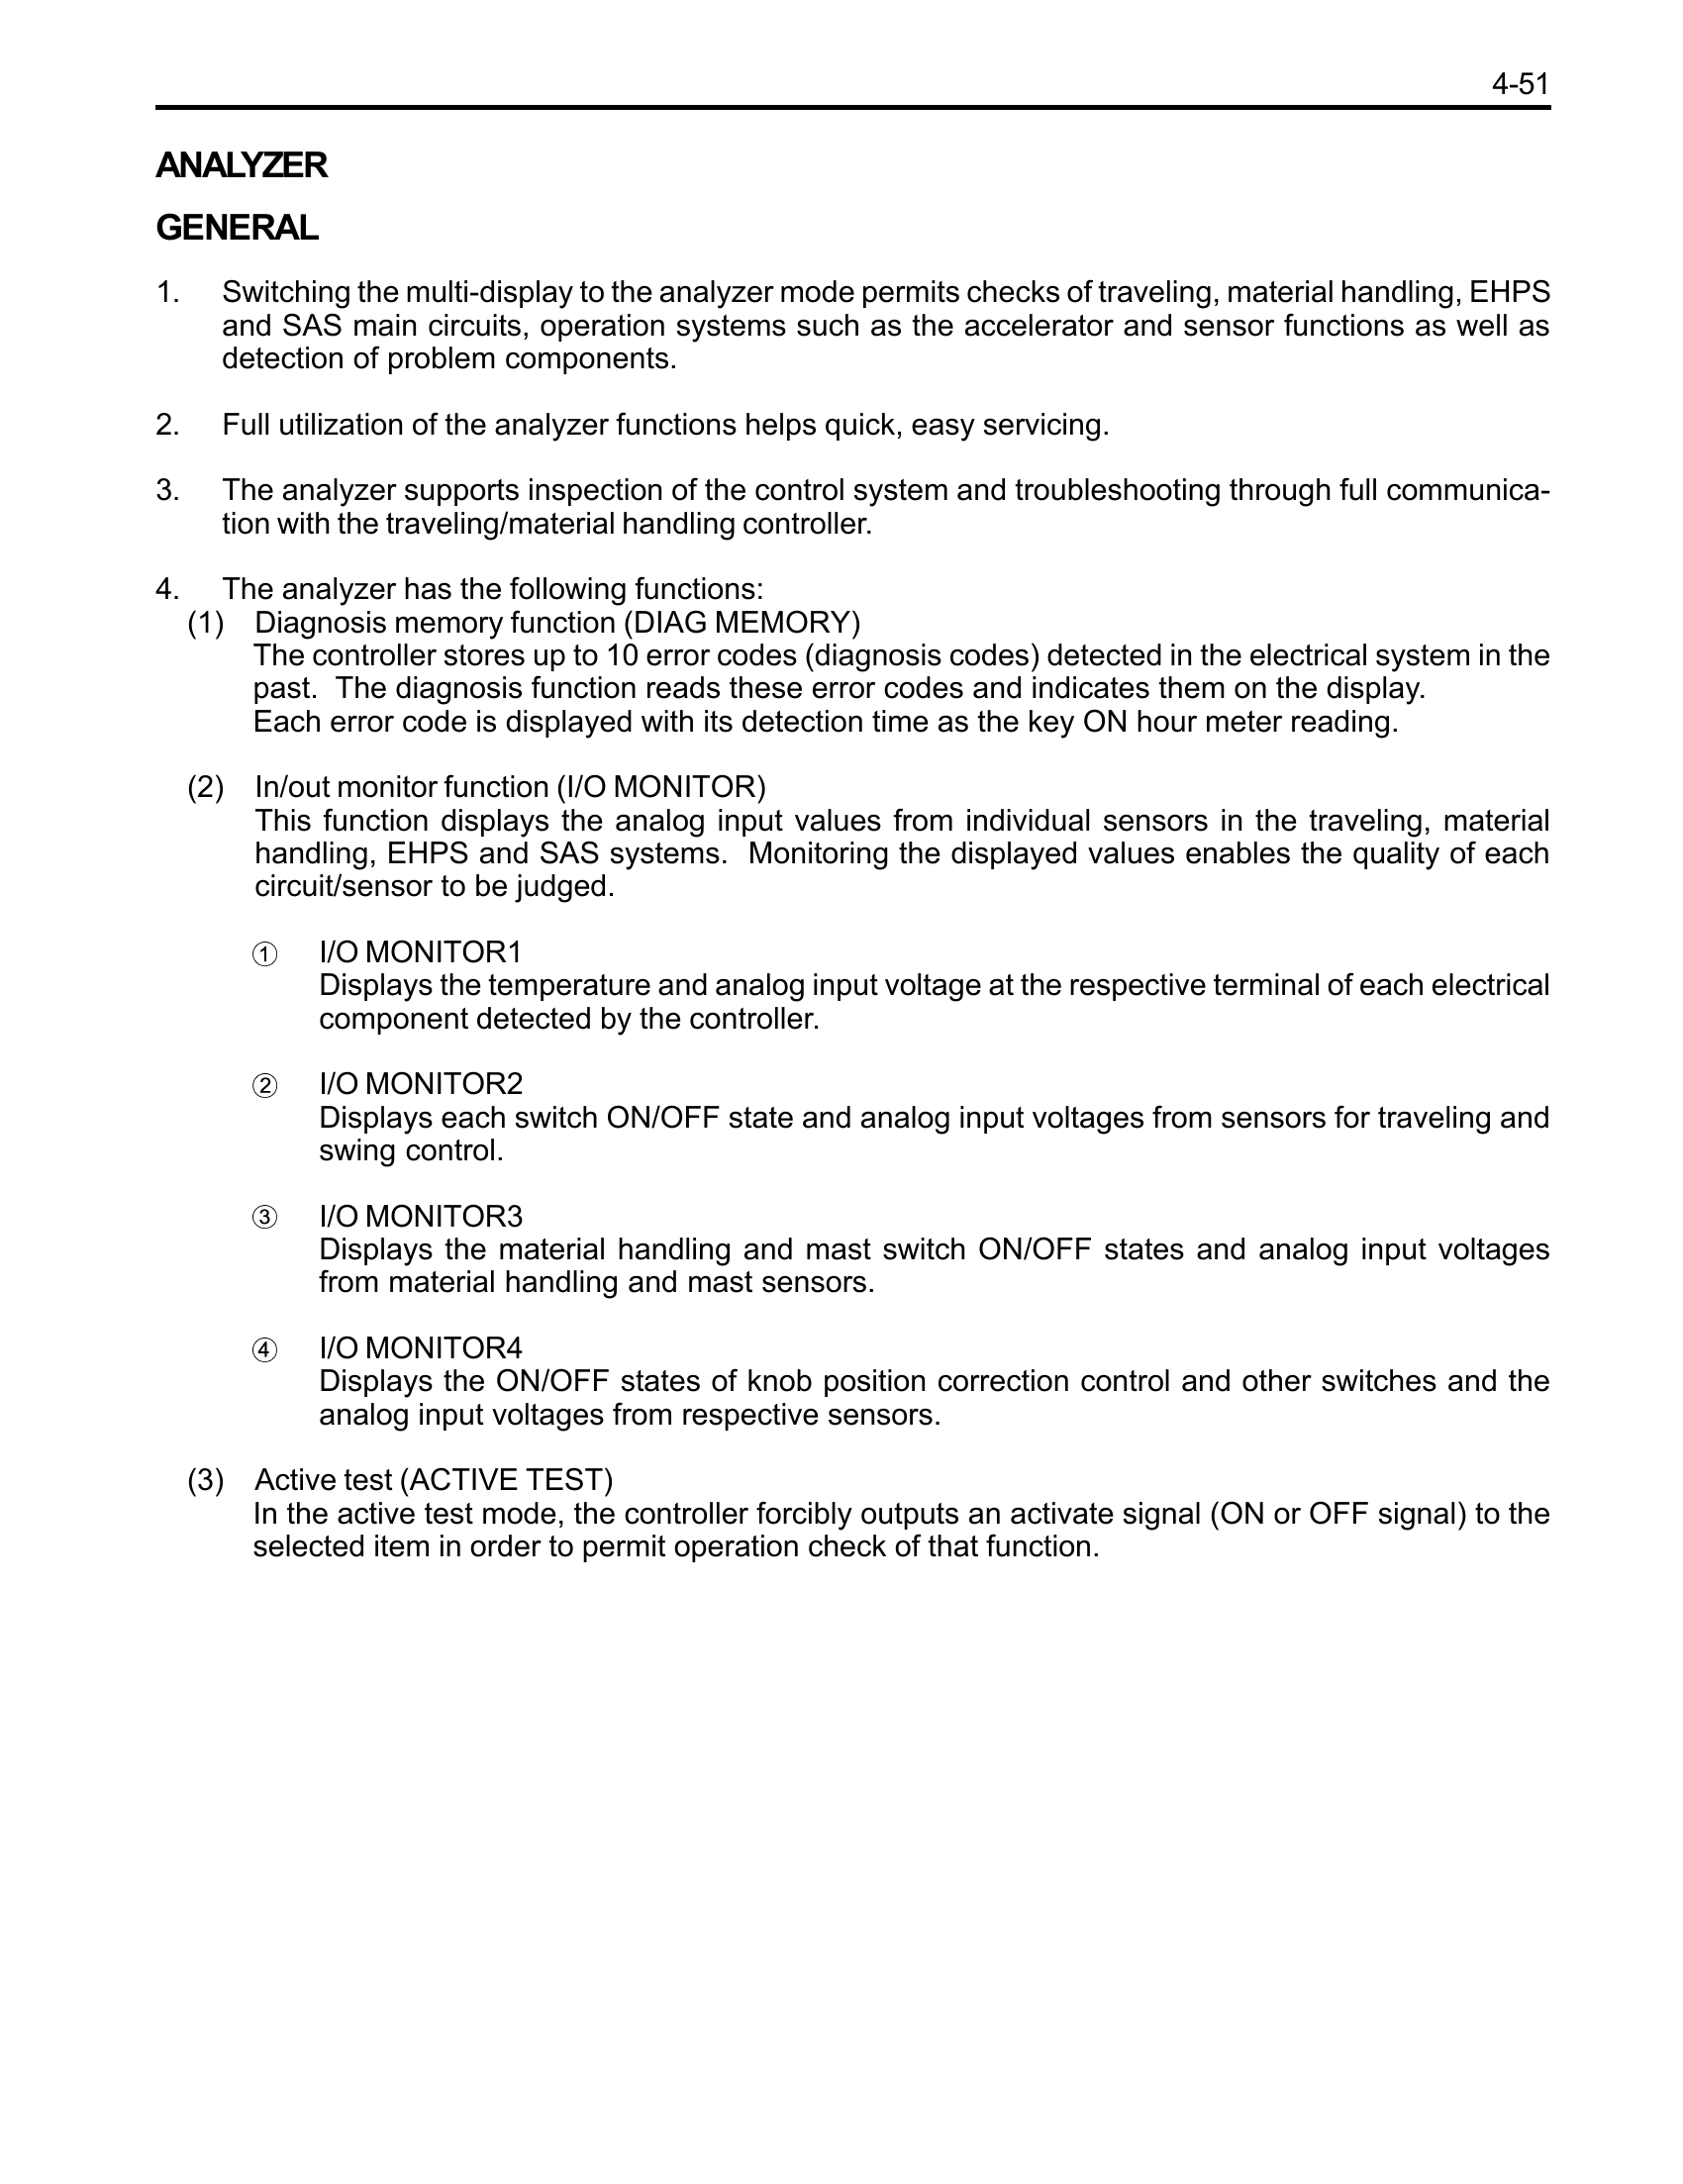 4-51
ANALYZER
GENERAL
1. Switching the multi-display to the analyzer mode permits checks of traveling, material handling, EHPS
and SAS main circuits, operation systems such as the accelerator and sensor functions as well as
detection of problem components.
2. Full utilization of the analyzer functions helps quick, easy servicing.
3. The analyzer supports inspection of the control system and troubleshooting through full communica-
tion with the traveling/material handling controller.
4. The analyzer has the following functions:
(1) Diagnosis memory function (DIAG MEMORY)
The controller stores up to 10 error codes (diagnosis codes) detected in the electrical system in the
past. The diagnosis function reads these error codes and indicates them on the display.
Each error code is displayed with its detection time as the key ON hour meter reading.
(2) In/out monitor function (I/O MONITOR)
This function displays the analog input values from individual sensors in the traveling, material
handling, EHPS and SAS systems. Monitoring the displayed values enables the quality of each
circuit/sensor to be judged.
① I/O MONITOR1
Displays the temperature and analog input voltage at the respective terminal of each electrical
component detected by the controller.
② I/O MONITOR2
Displays each switch ON/OFF state and analog input voltages from sensors for traveling and
swing control.
③ I/O MONITOR3
Displays the material handling and mast switch ON/OFF states and analog input voltages
from material handling and mast sensors.
④ I/O MONITOR4
Displays the ON/OFF states of knob position correction control and other switches and the
analog input voltages from respective sensors.
(3) Active test (ACTIVE TEST)
In the active test mode, the controller forcibly outputs an activate signal (ON or OFF signal) to the
selected item in order to permit operation check of that function.